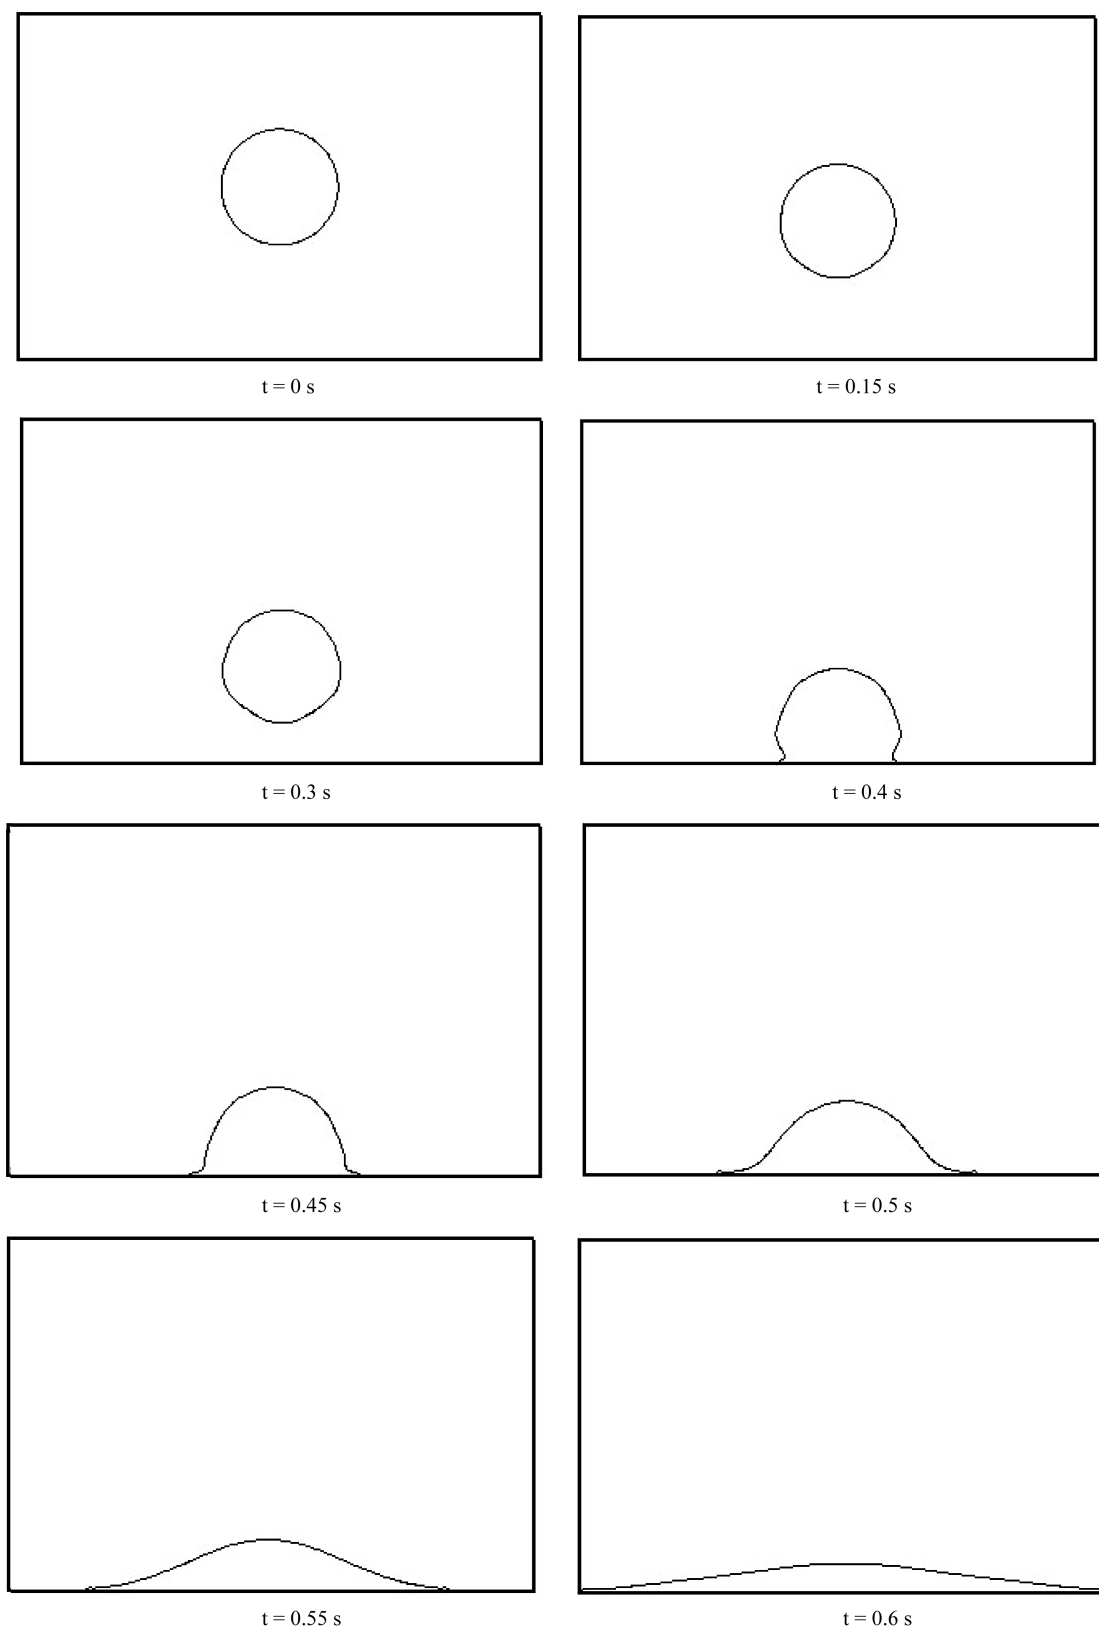 t = 0 s
t = 0.15 s
t = 0.3 s
t = 0.4 s
t = 0.45 s
t = 0.5 s
t = 0.55 s
t = 0.6 s